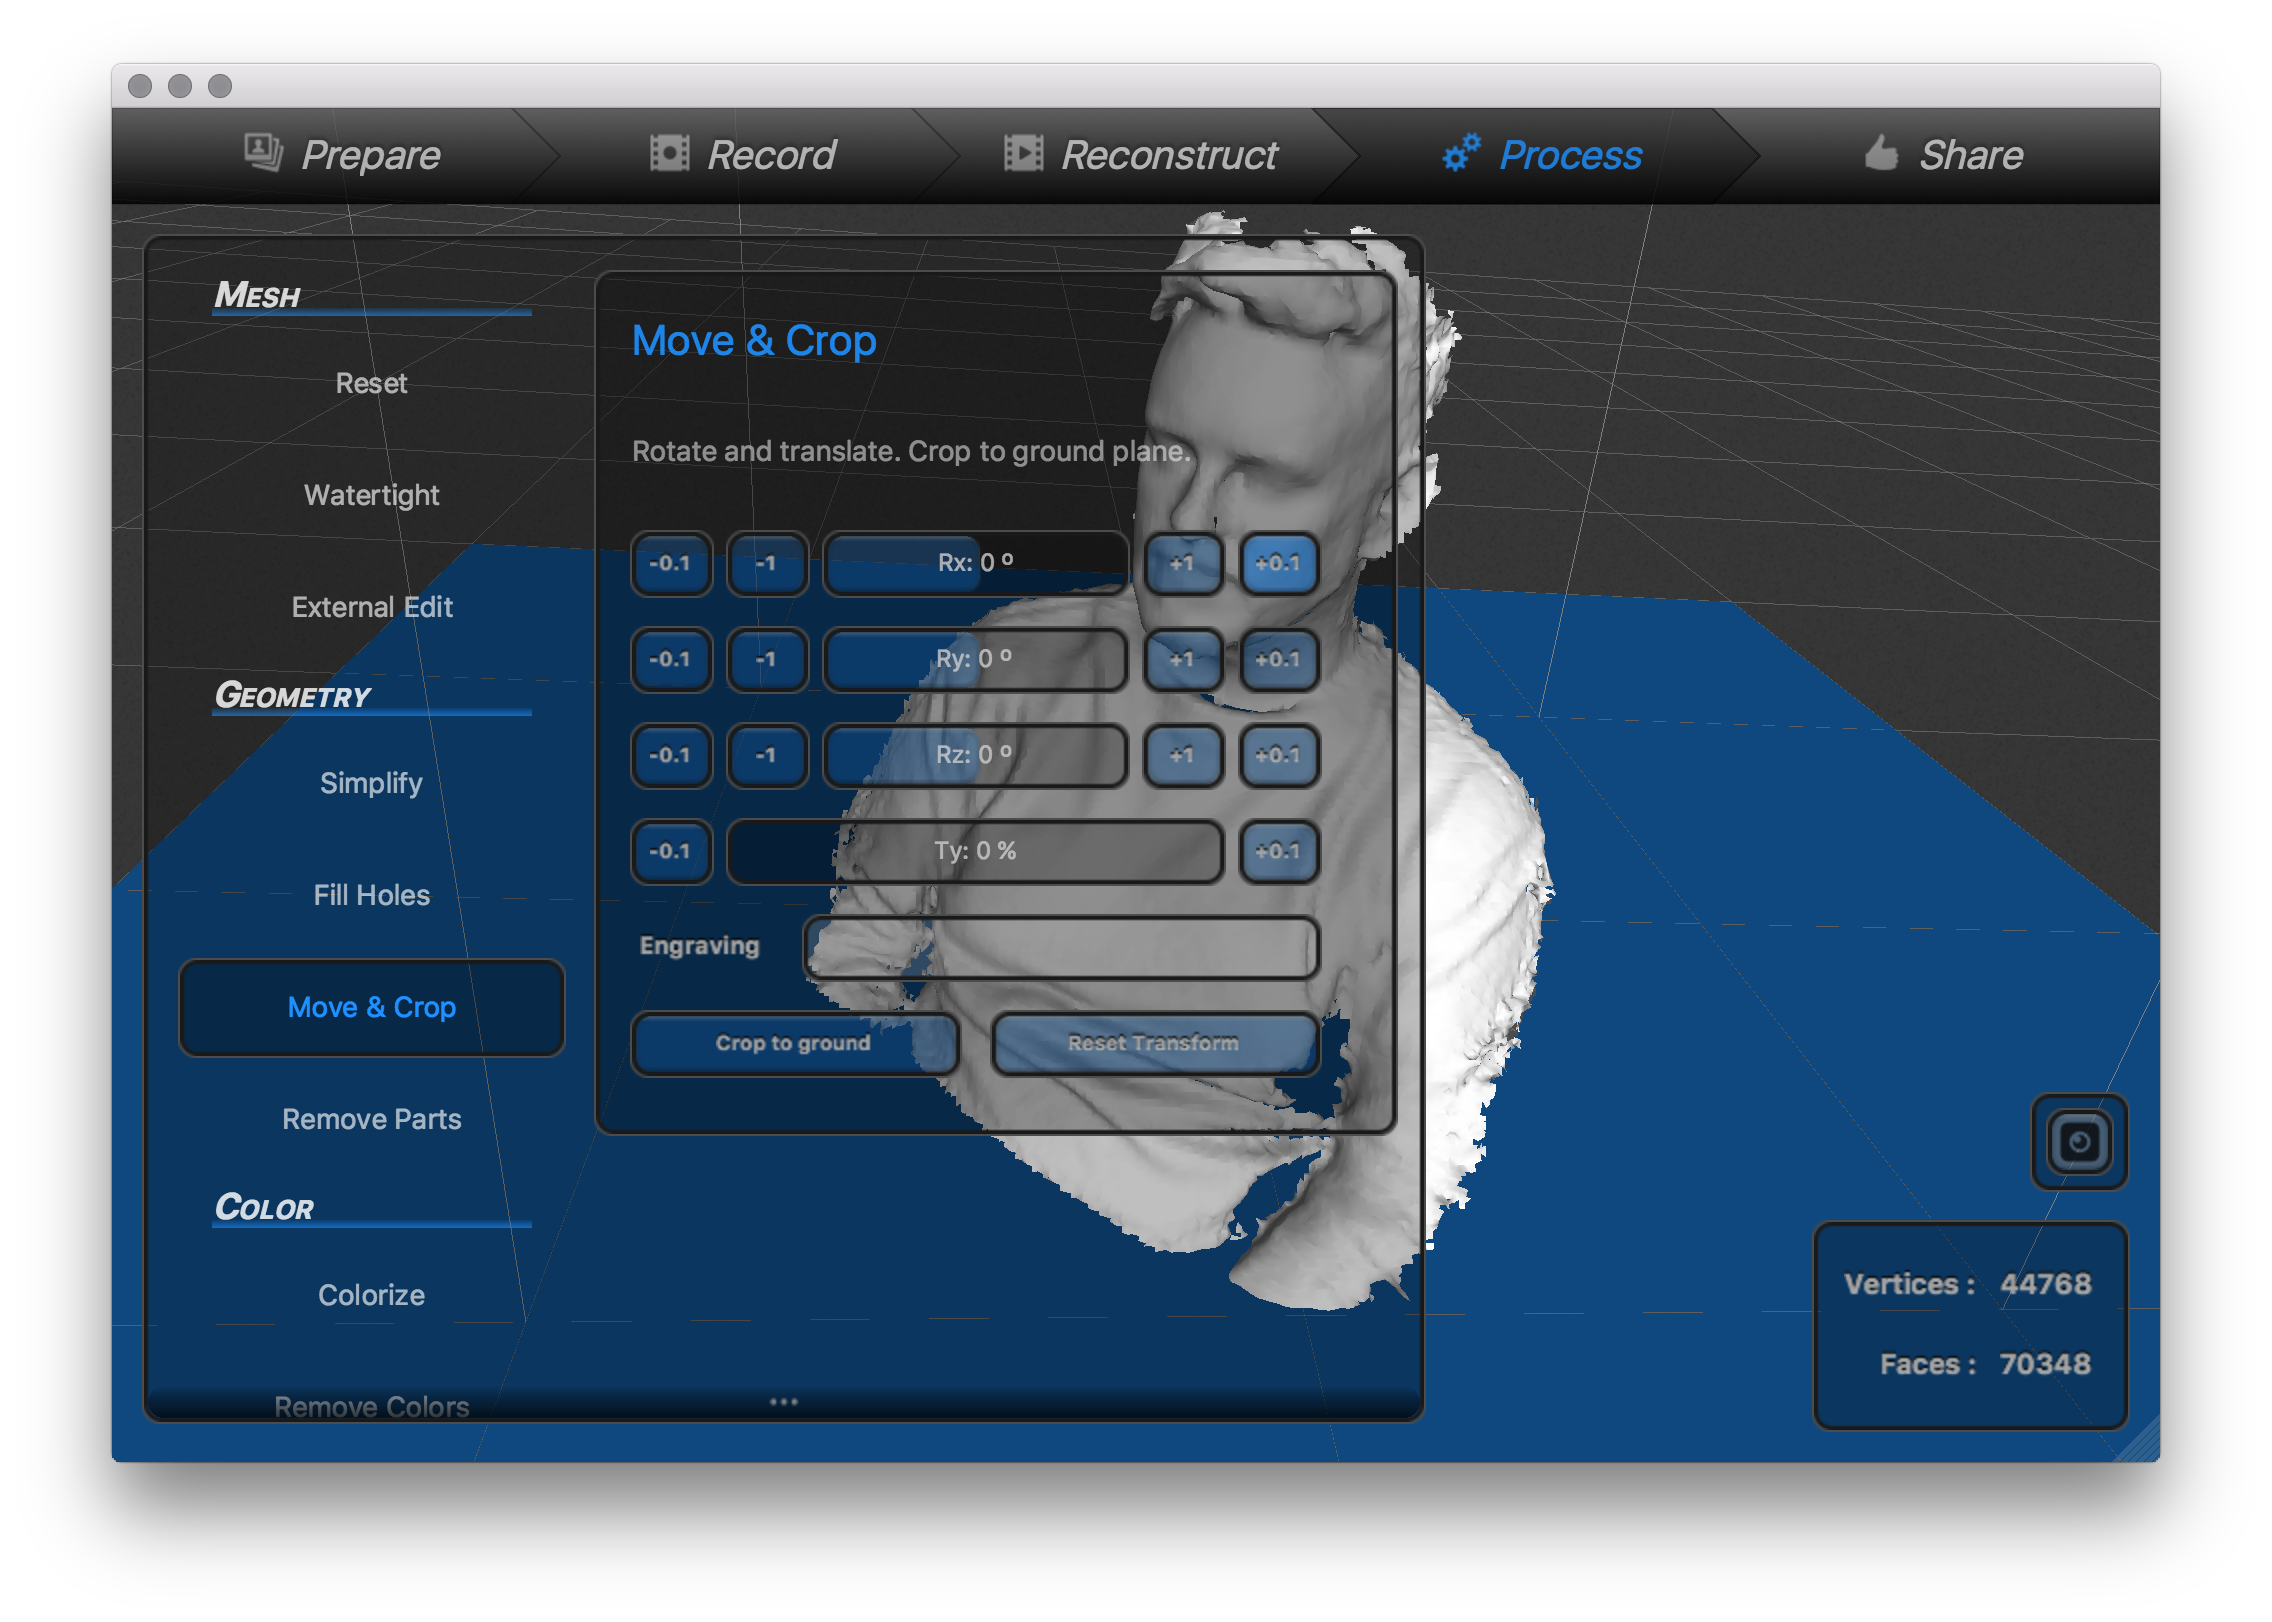 Prepare Record Reconstruct Process Share
MESH
Reset
Watertight
External Edit
GEOMETRY
Simplify
Fill Holes
Move & Crop
Remove Parts
COLOR
Colorize
Remove Colors
Move & Crop
Rotate and translate. Crop to ground plane.
-0.1 -1 Rx: 0 º +1 +0.1
-0.1 -1 Ry: 0 º +1 +0.1
-0.1 -1 Rz: 0 º +1 +0.1
-0.1 Ty: 0 % +0.1
Engraving
Crop to ground Reset Transform
...
Vertices : 44768
Faces : 70348